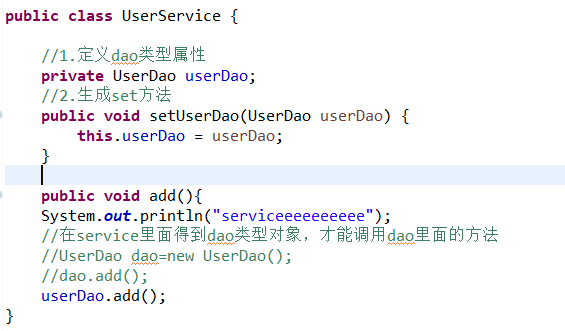 public class UserService {
//1.定义dao类型属性
private UserDao userDao;
//2.生成set方法
public void setUserDao(UserDao userDao) {
this.userDao = userDao;
}
public void add(){
System.out.println("serviceeeeeeeeee");
//在service里面得到dao类型对象，才能调用dao里面的方法
//UserDao dao=new UserDao();
//dao.add();
userDao.add();
}